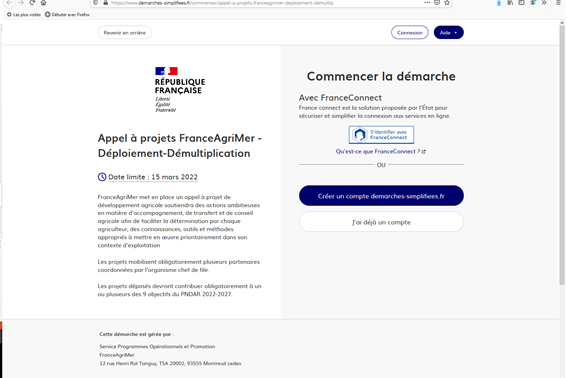 https://www.demarches-simplifiees.fr/commencer/appel-a-projets-franceagrimer-deploiement-demultip
Les plus visités
Débuter avec Firefox
Revenir en arrière
Connexion
Aide
RÉPUBLIQUE
FRANÇAISE
Liberté
Égalité
Fraternité
Appel à projets FranceAgriMer -
Déploiement-Démultiplication
Date limite : 15 mars 2022
FranceAgriMer met en place un appel à projet de
développement agricole soutiendra des actions ambitieuses
en matière d'accompagnement, de transfert et de conseil
agricole afin de faciliter la détermination par chaque
agriculteur, des connaissances, outils et méthodes
appropriés à mettre en œuvre prioritairement dans son
contexte d'exploitation
Les projets mobilisent obligatoirement plusieurs partenaires
coordonnées par l'organisme chef de file.
Les projets déposés devront contribuer obligatoirement à un
ou plusieurs des 9 objectifs du PNDAR 2022-2027.
Commencer la démarche
Avec FranceConnect
France connect est la solution proposée par l'État pour
sécuriser et simplifier la connexion aux services en ligne.
S'identifier avec
FranceConnect
Qu'est-ce que FranceConnect ?
OU
Créer un compte demarches-simplifiees.fr
J'ai déjà un compte
Cette démarche est gérée par :
Service Programmes Opérationnels et Promotion
FranceAgriMer
12 rue Henri Rol Tanguy, TSA 20002, 93555 Montreuil cedex